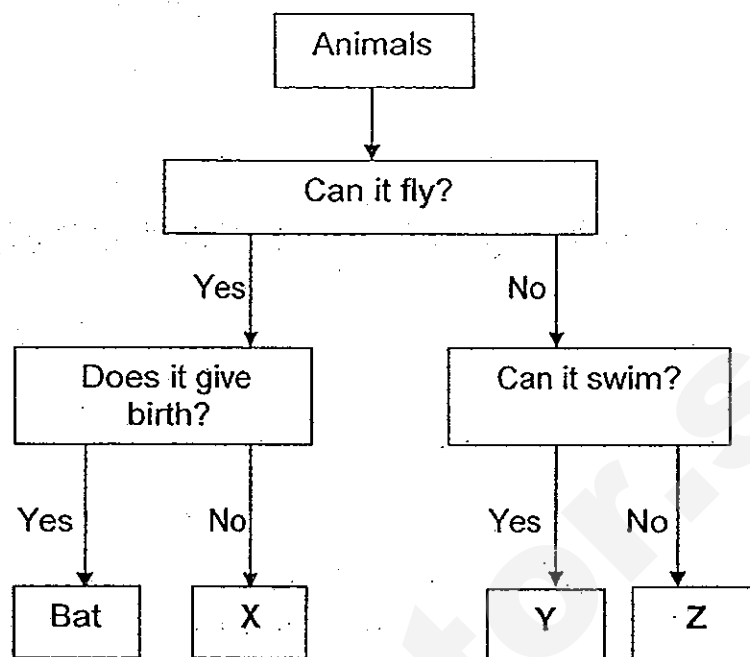 Animals
Can it fly?
Yes
No
Does it give
birth?
Can it swim?
Yes
No
Yes
No
Bat
X
Y
Z